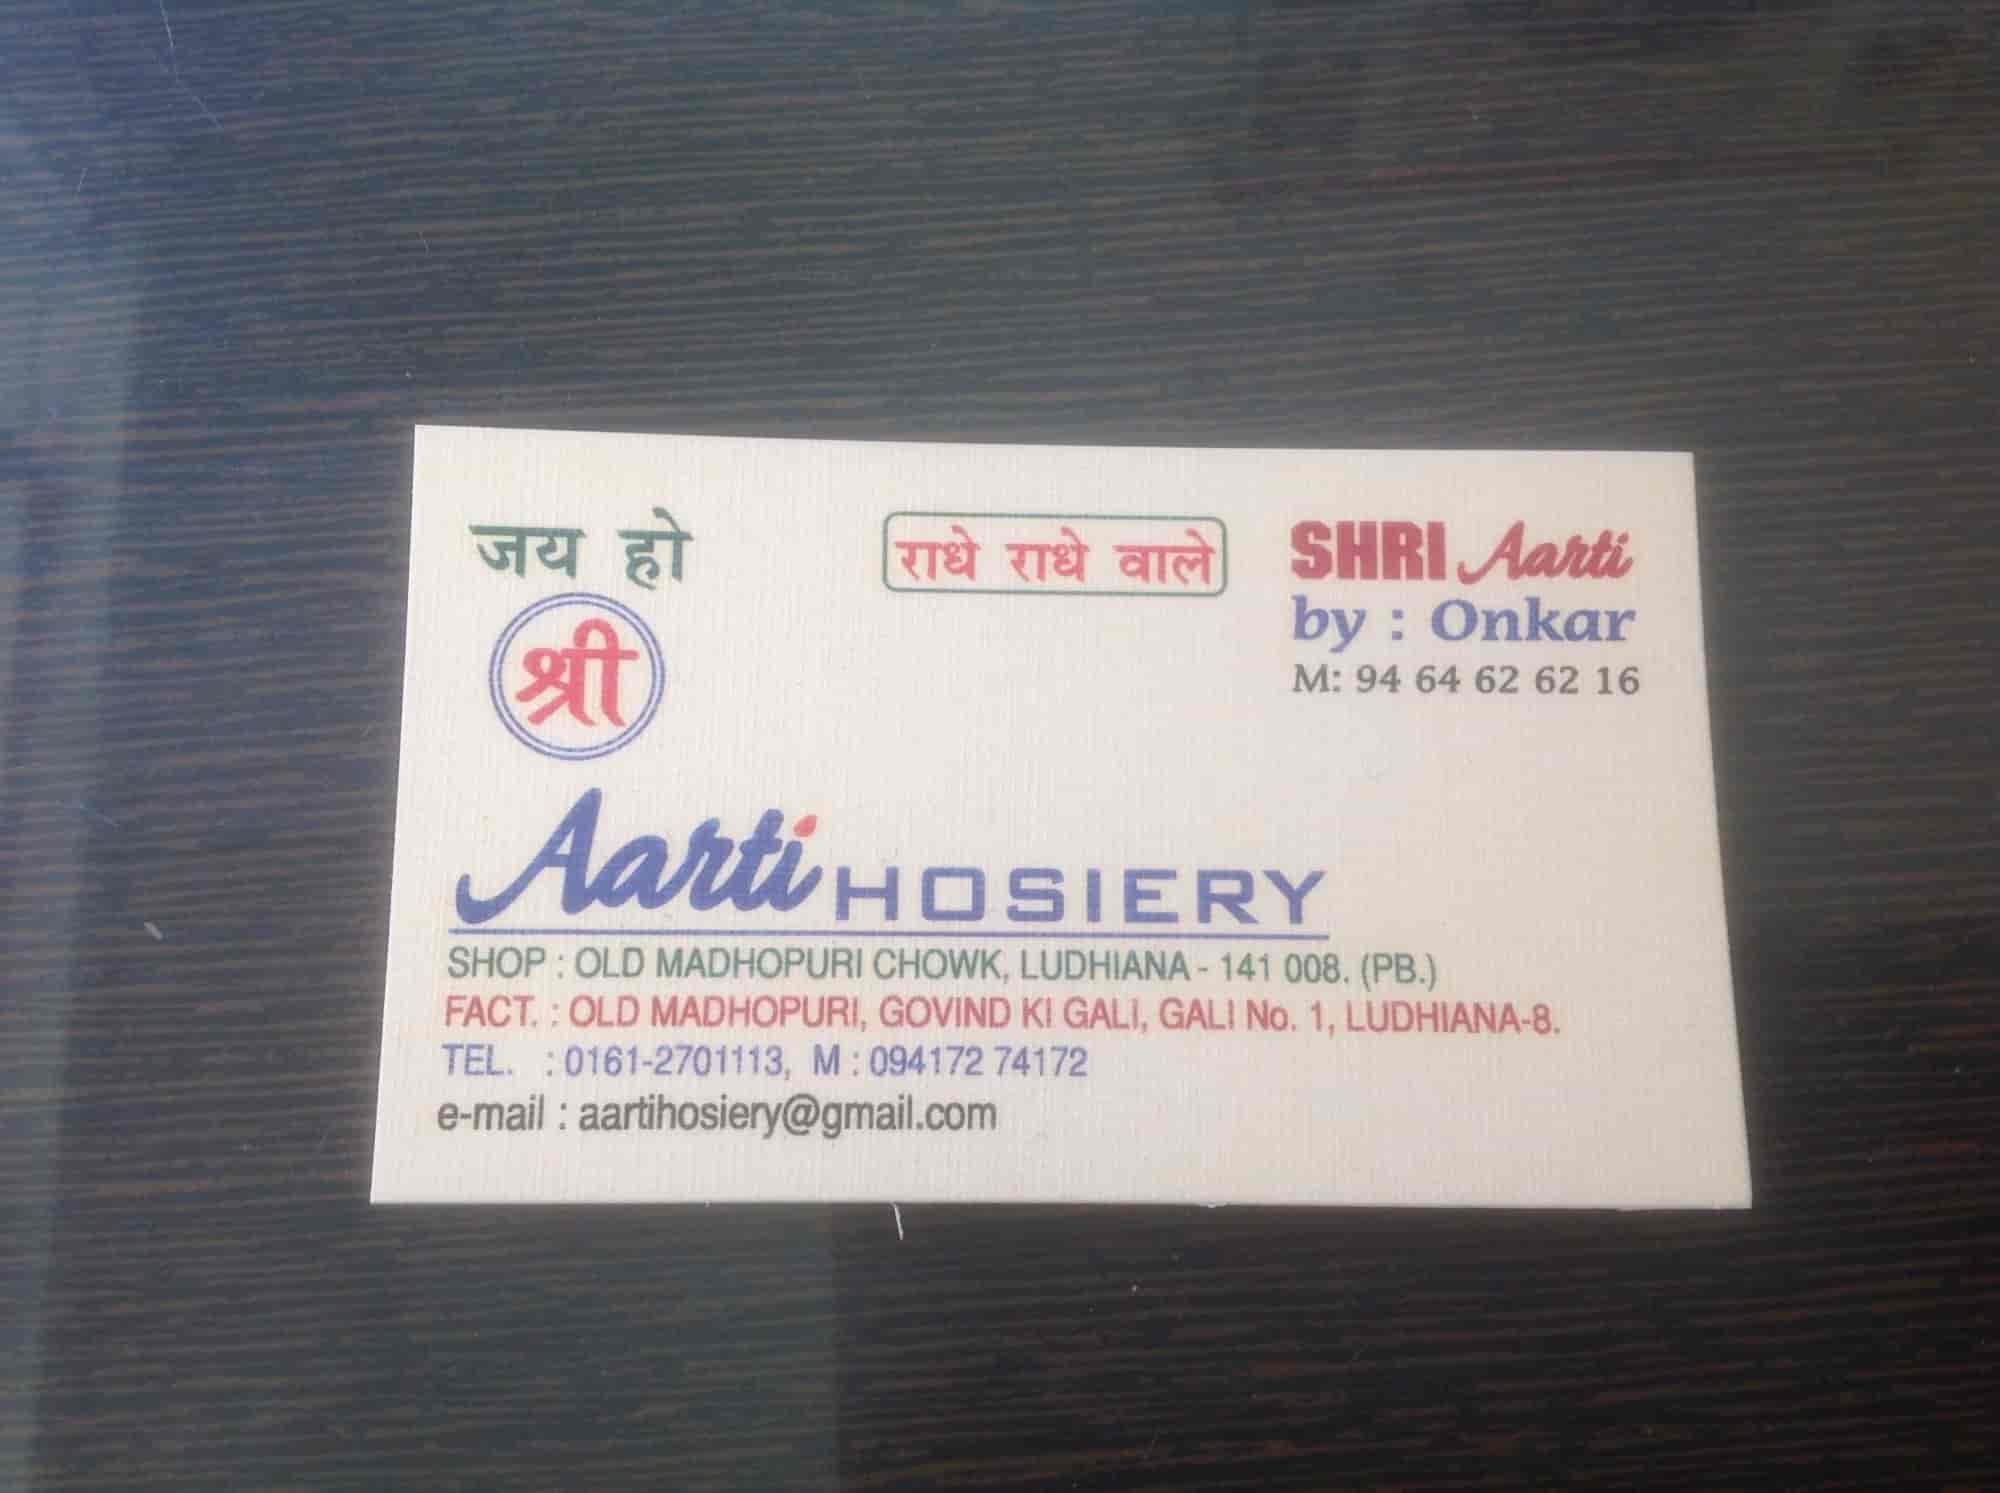 जय हो
श्री
राधे राधे वाले
SHRI Aarti
by : Onkar
M: 94 64 62 62 16
Aarti HOSIERY
SHOP : OLD MADHOPURI CHOWK, LUDHIANA - 141 008. (PB.)
FACT. : OLD MADHOPURI, GOVIND KI GALI, GALI No. 1, LUDHIANA-8.
TEL. : 0161-2701113, M : 094172 74172
e-mail : aartihosiery@gmail.com